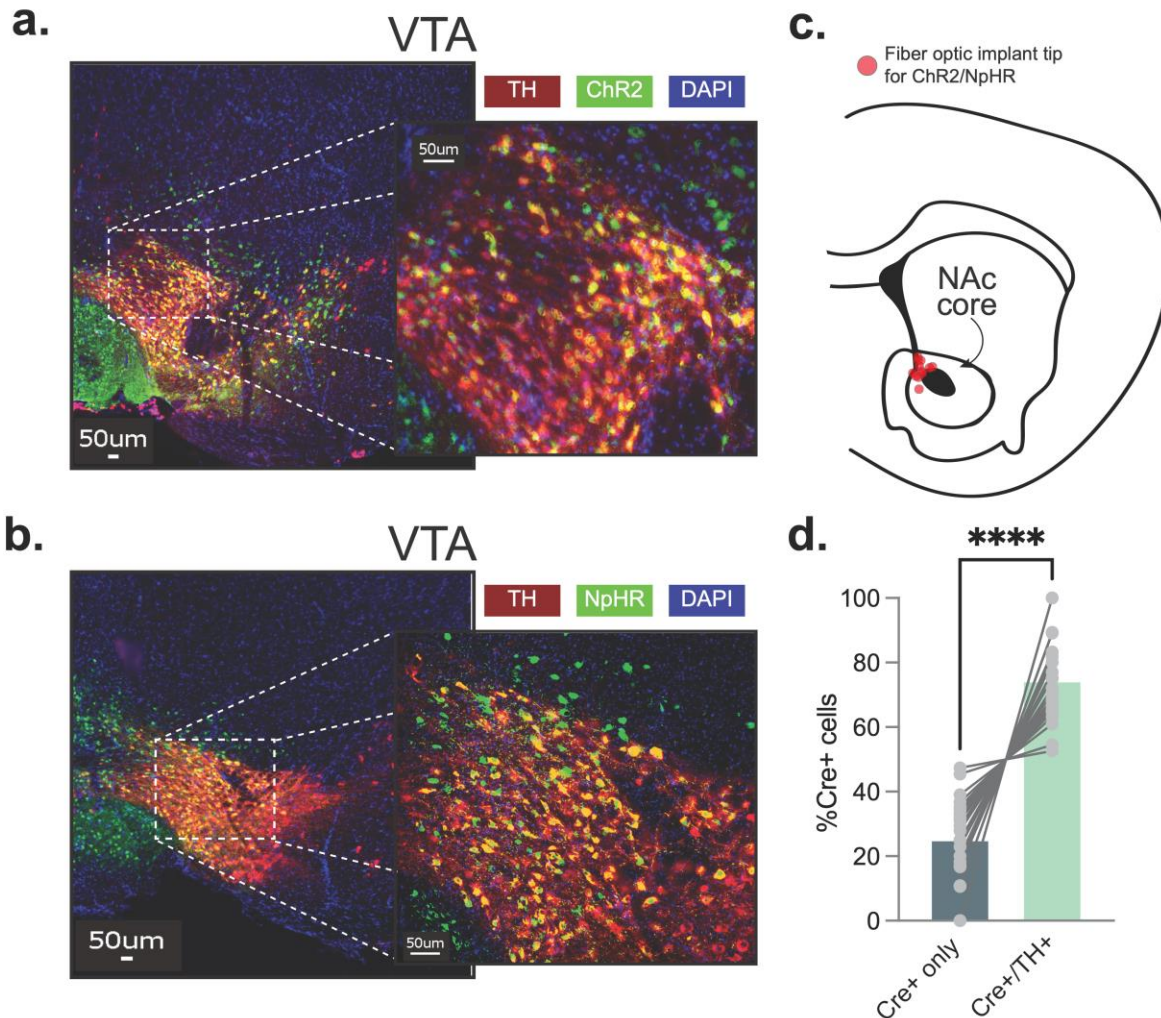 a.
VTA
TH ChR2 DAPI
50um
50um
b.
VTA
TH NpHR DAPI
50um
50um
c.
Fiber optic implant tip
for ChR2/NpHR
NAc
core
d.
****
%Cre+ cells
100
80
60
40
20
0
Cre+ only
Cre+/TH+